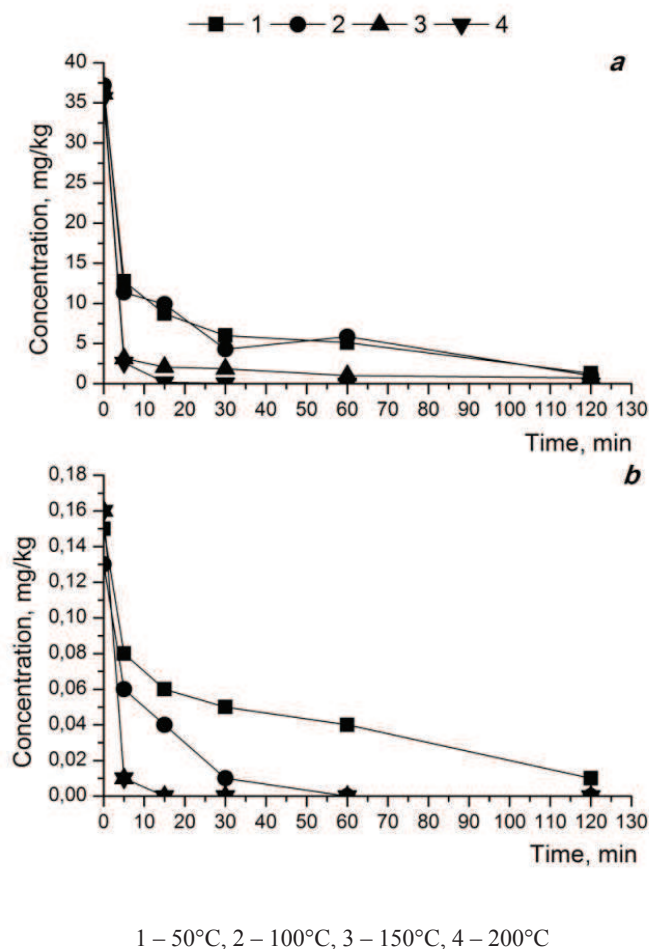 1 2 3 4
a
40
35
30
25
20
15
10
5
0
Concentration, mg/kg
0 10 20 30 40 50 60 70 80 90 100 110 120 130
Time, min
b
0,18
0,16
0,14
0,12
0,10
0,08
0,06
0,04
0,02
0,00
Concentration, mg/kg
0 10 20 30 40 50 60 70 80 90 100 110 120 130
Time, min
1 – 50°C, 2 – 100°C, 3 – 150°C, 4 – 200°C